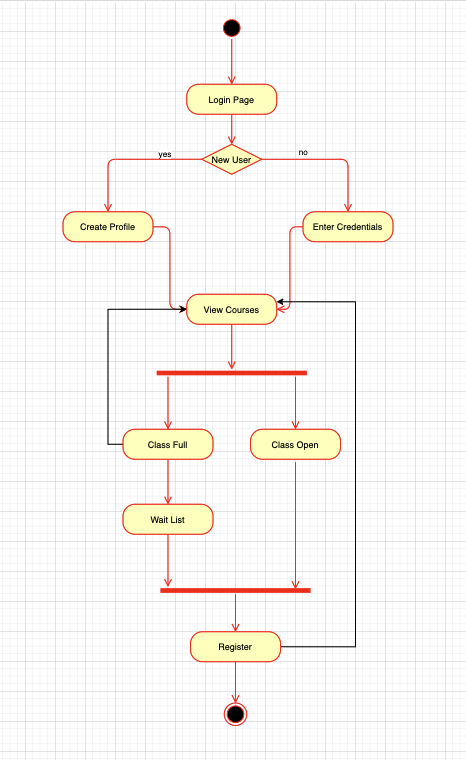 Login Page
New User
yes
no
Create Profile
Enter Credentials
View Courses
Class Full
Class Open
Wait List
Register